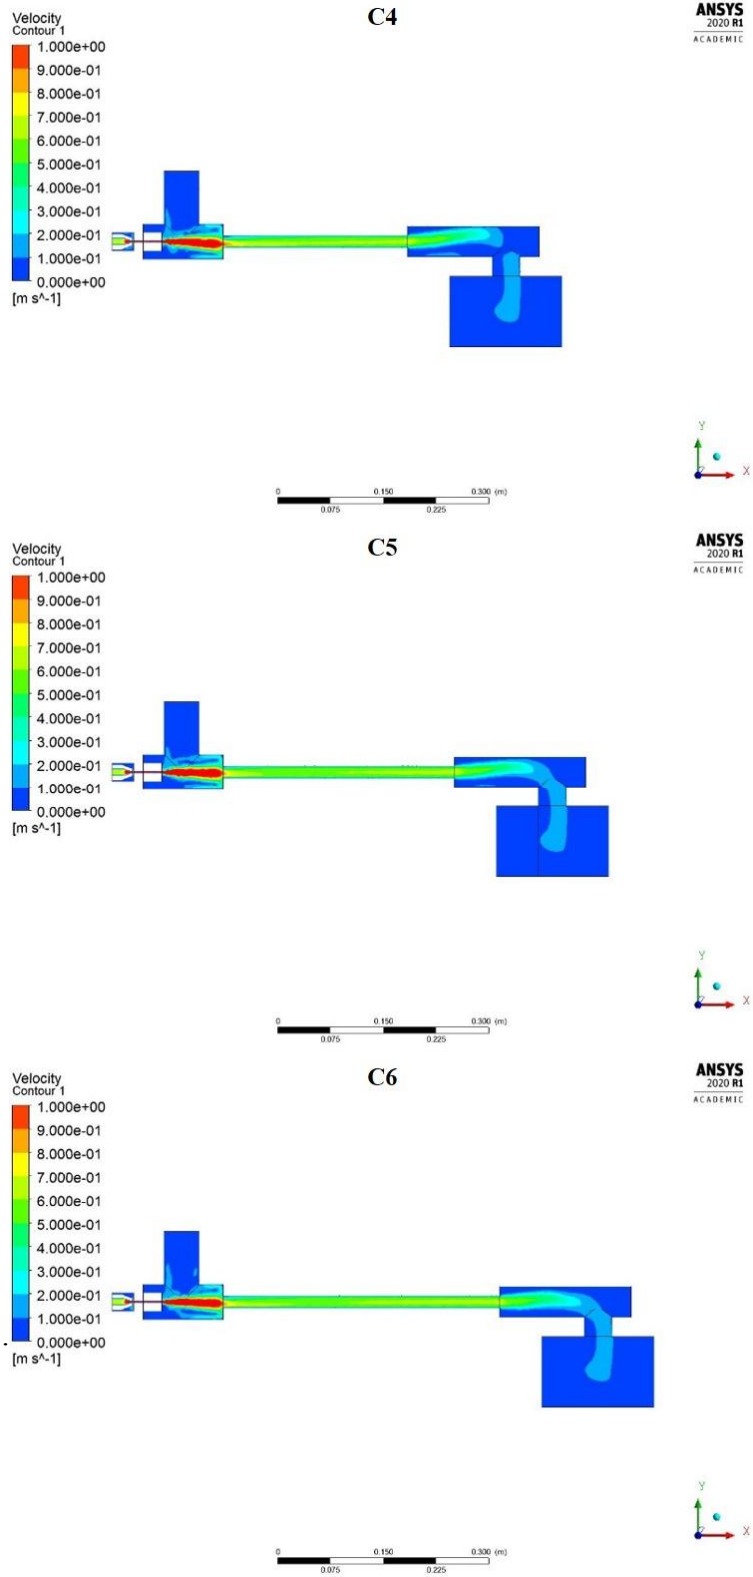 C4
ANSYS
2020 R1
ACADEMIC
Velocity
Contour 1
1.000e+00
9.000e-01
8.000e-01
7.000e-01
6.000e-01
5.000e-01
4.000e-01
3.000e-01
2.000e-01
1.000e-01
0.000e+00
[m s^-1]
Y
Z
X
0 0.150 0.300 (m)
0.075 0.225
C5
ANSYS
2020 R1
ACADEMIC
Velocity
Contour 1
1.000e+00
9.000e-01
8.000e-01
7.000e-01
6.000e-01
5.000e-01
4.000e-01
3.000e-01
2.000e-01
1.000e-01
0.000e+00
[m s^-1]
Y
Z
X
0 0.150 0.300 (m)
0.075 0.225
C6
ANSYS
2020 R1
ACADEMIC
Velocity
Contour 1
1.000e+00
9.000e-01
8.000e-01
7.000e-01
6.000e-01
5.000e-01
4.000e-01
3.000e-01
2.000e-01
1.000e-01
0.000e+00
[m s^-1]
Y
Z
X
0 0.150 0.300 (m)
0.075 0.225